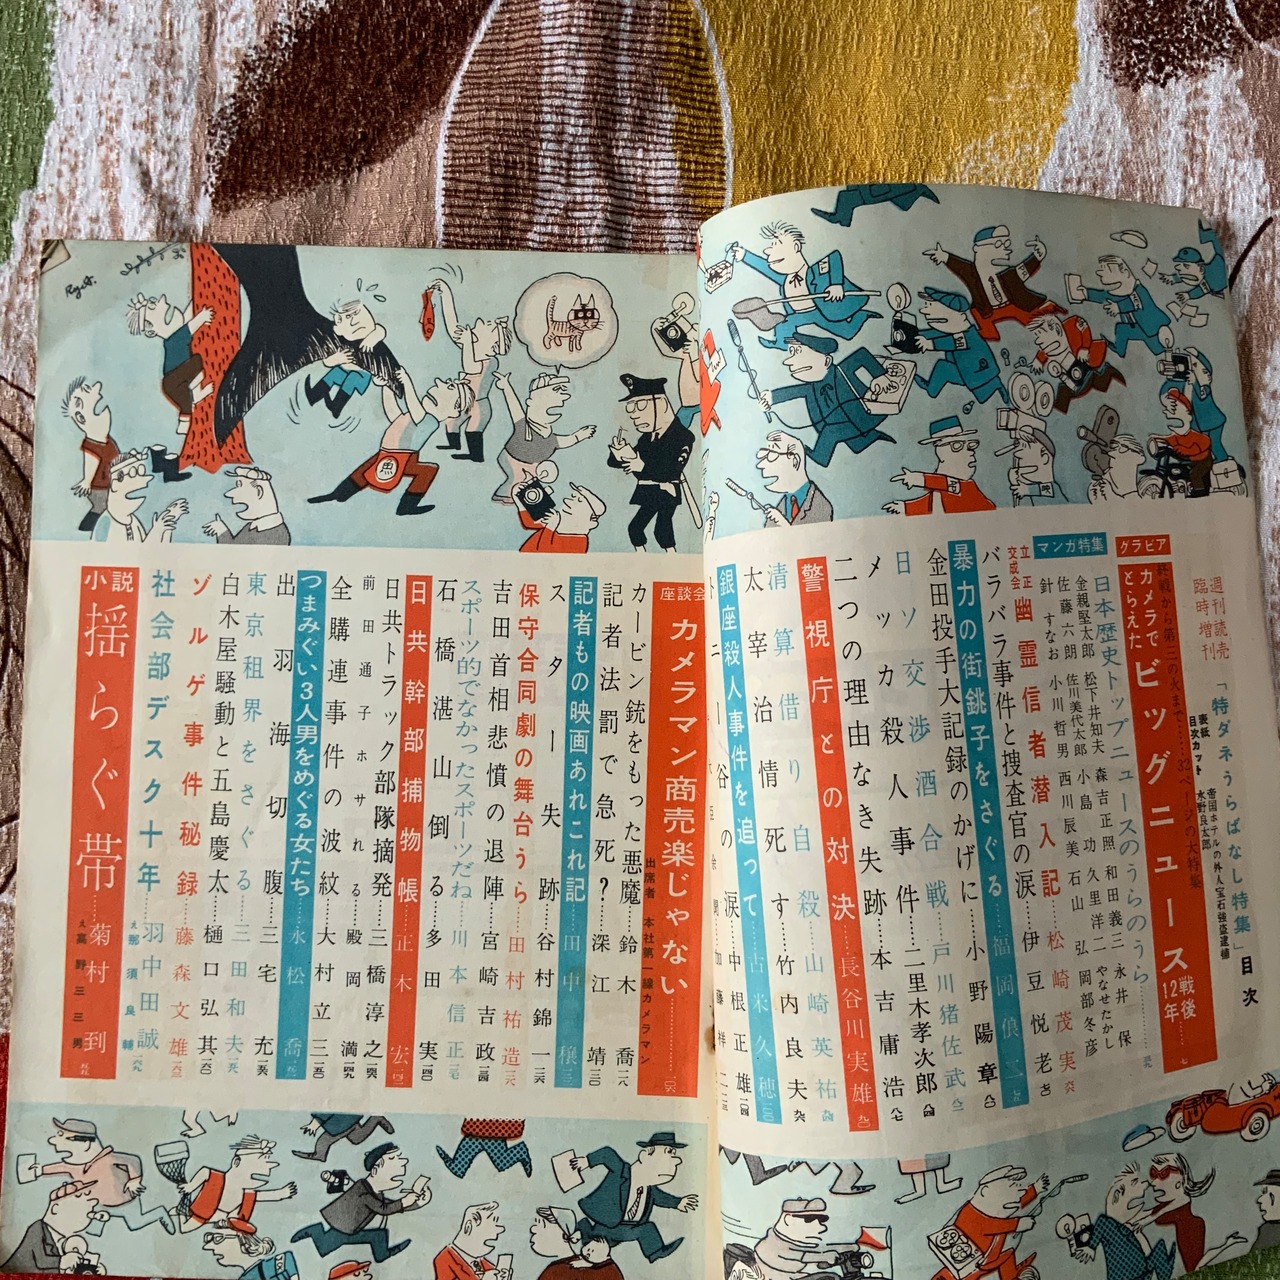 週刊読売
臨時増刊
「特ダネうらばなし特集」目次
表紙 帝国ホテルの外人宝石強盗逮捕
目次カット 水野良太郎
グラビア
カメラで
とらえた
ビッグニュース
戦後
12年
終戦から第二の火まで……32ページの大特集
マンガ特集
日本歴史トップニュースのうらのうら
金親堅太郎 松下井知夫 森吉正照 和田義三 永井保
佐藤六朗 佐川美代太郎 小島功 久里洋二 やなせたかし
針すなお 小川哲男 西川辰美 石山弘 岡部冬彦
立正
交成会
幽霊信者潜入記……松崎茂実
バラバラ事件と捜査官の涙……伊豆悦老
暴力の街銚子をさぐる……福岡俍二
金田投手大記録のかげに……小野陽章
日ソ交渉酒合戦……戸川猪佐武
メッカ殺人事件……二里木孝次郎
二つの理由なき失跡……本吉庸浩
警視庁との対決……長谷川実雄
清算借り自殺……山崎英祐
太宰治情死す……竹内良夫
銀座殺人事件を追って……古米久穂
谷の涙……中根正雄
座談会
カメラマン商売楽じゃない……
出席者 本社第一線カメラマン
カービン銃をもった悪魔……鈴木喬
記者法罰で急死?……深江靖
記者もの映画あれこれ記……田中穣
スター失跡……谷村錦一
保守合同劇の舞台うら……田村祐造
吉田首相悲憤の退陣……宮崎吉政
スポーツ的でなかったスポーツだね……川本信正
石橋湛山倒る……多田実
日共幹部捕物帳……正木宏
日共トラック部隊摘発……三橋淳之
前田通子ホサれる……殿岡満
全購連事件の波紋……大村立三
つまみぐい3人男をめぐる女たち……永松喬
出羽海切腹……三宅充
東京租界をさぐる……三田和夫
白木屋騒動と五島慶太……樋口弘其
ゾルゲ事件秘録……藤森文雄
社会部デスク十年……羽中田誠
え那須良輔
小説
揺らぐ帯……菊村到
え高野三三男